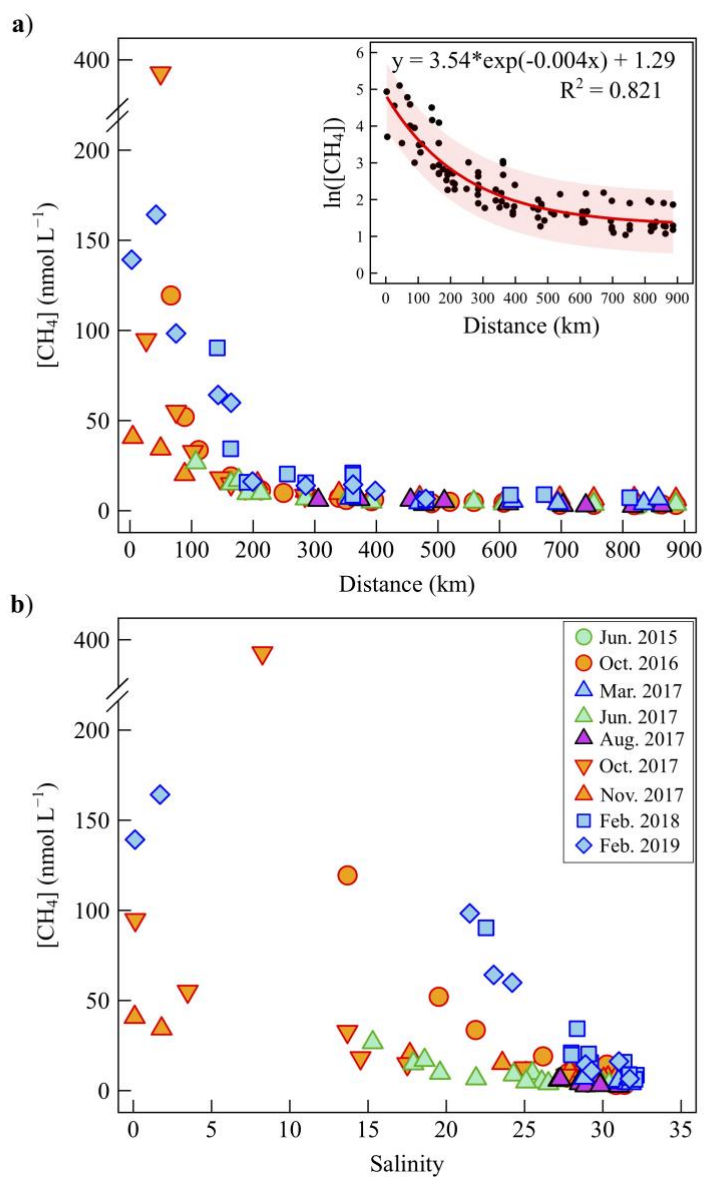 a)
y = 3.54*exp(-0.004x) + 1.29
R² = 0.821
ln([CH₄])
6
5
4
3
2
1
0
0 100 200 300 400 500 600 700 800 900
Distance (km)
[CH₄] (nmol L⁻¹)
400
200
150
100
50
0
0 100 200 300 400 500 600 700 800 900
Distance (km)
b)
[CH₄] (nmol L⁻¹)
400
200
150
100
50
0
Jun. 2015
Oct. 2016
Mar. 2017
Jun. 2017
Aug. 2017
Oct. 2017
Nov. 2017
Feb. 2018
Feb. 2019
0 5 10 15 20 25 30 35
Salinity